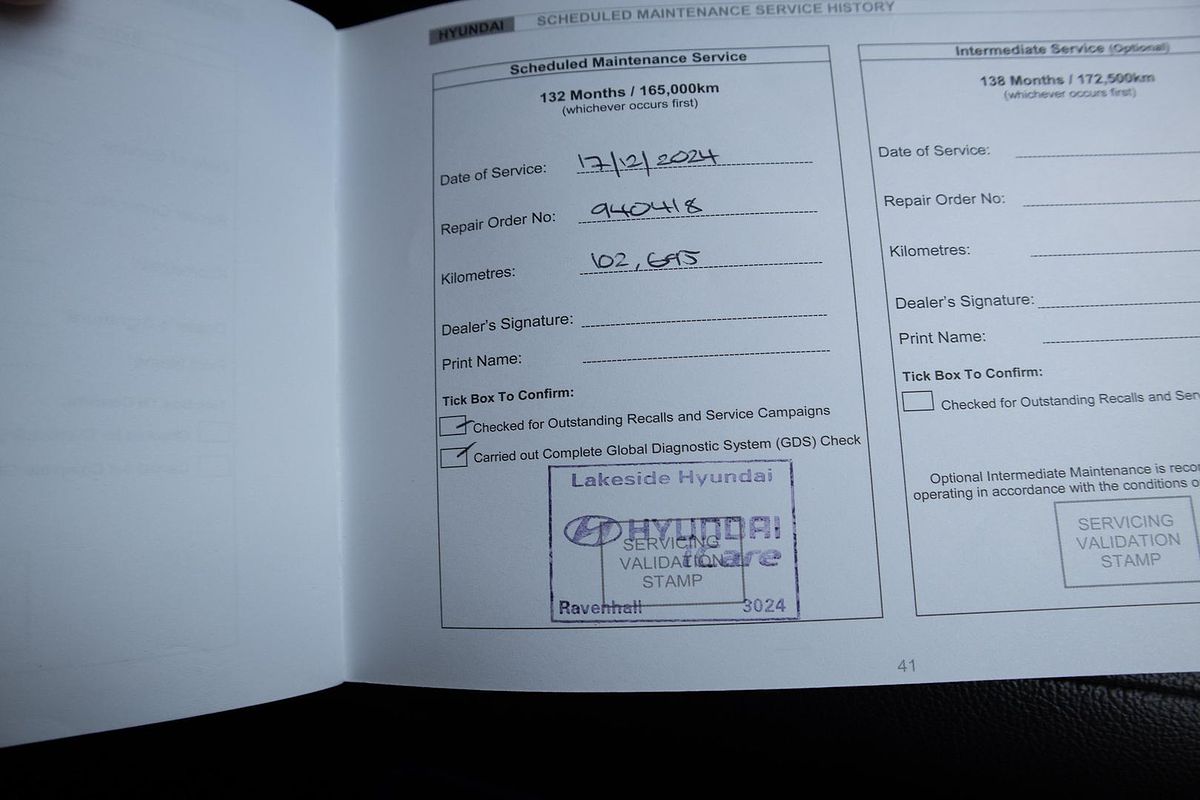 HYUNDAI SCHEDULED MAINTENANCE SERVICE HISTORY
Scheduled Maintenance Service
132 Months / 165,000km
(whichever occurs first)
Date of Service: 17/12/2024
Repair Order No: 940418
Kilometres: 102,695
Dealer's Signature:
Print Name:
Tick Box To Confirm:
Checked for Outstanding Recalls and Service Campaigns
Carried out Complete Global Diagnostic System (GDS) Check
Lakeside Hyundai
HYUNDAI
iCare
SERVICING
VALIDATION
STAMP
Ravenhall 3024
Intermediate Service (Optional)
138 Months / 172,500km
(whichever occurs first)
Date of Service:
Repair Order No:
Kilometres:
Dealer's Signature:
Print Name:
Tick Box To Confirm:
Checked for Outstanding Recalls and Ser
Optional Intermediate Maintenance is reco
operating in accordance with the conditions o
SERVICING
VALIDATION
STAMP
41